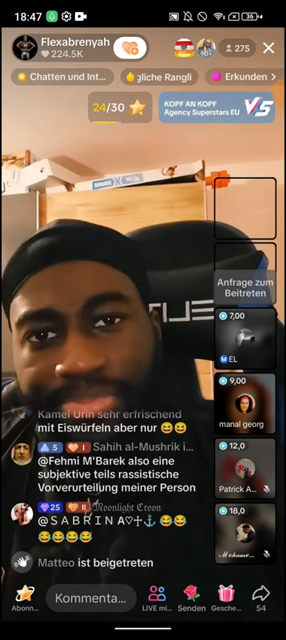 18:47
36
Flexabrenyah
224.5K
275
Chatten und Int...
gliche Rangli
Erkunden >
24/30
KOPF AN KOPF
Agency Superstars EU
VS
Anfrage zum
Beitreten
7,00
M EL
9,00
manal georg
12,0
Patrick A...
18,0
Kamel Urin sehr erfrischend
mit Eiswürfeln aber nur 😆😆
5 I Sahih al-Mushrik i...
@Fehmi M'Barek also eine
subjektive teils rassistische
Vorverurteilung meiner Person
25 II Moonlight Croon
@ＳＡＢＲＩＮＡ♡♰⚓ 😂😂
😂😂😂😂
Matteo ist beigetreten
Abonn...
Kommenta...
LIVE mi...
Senden
Gesche...
54